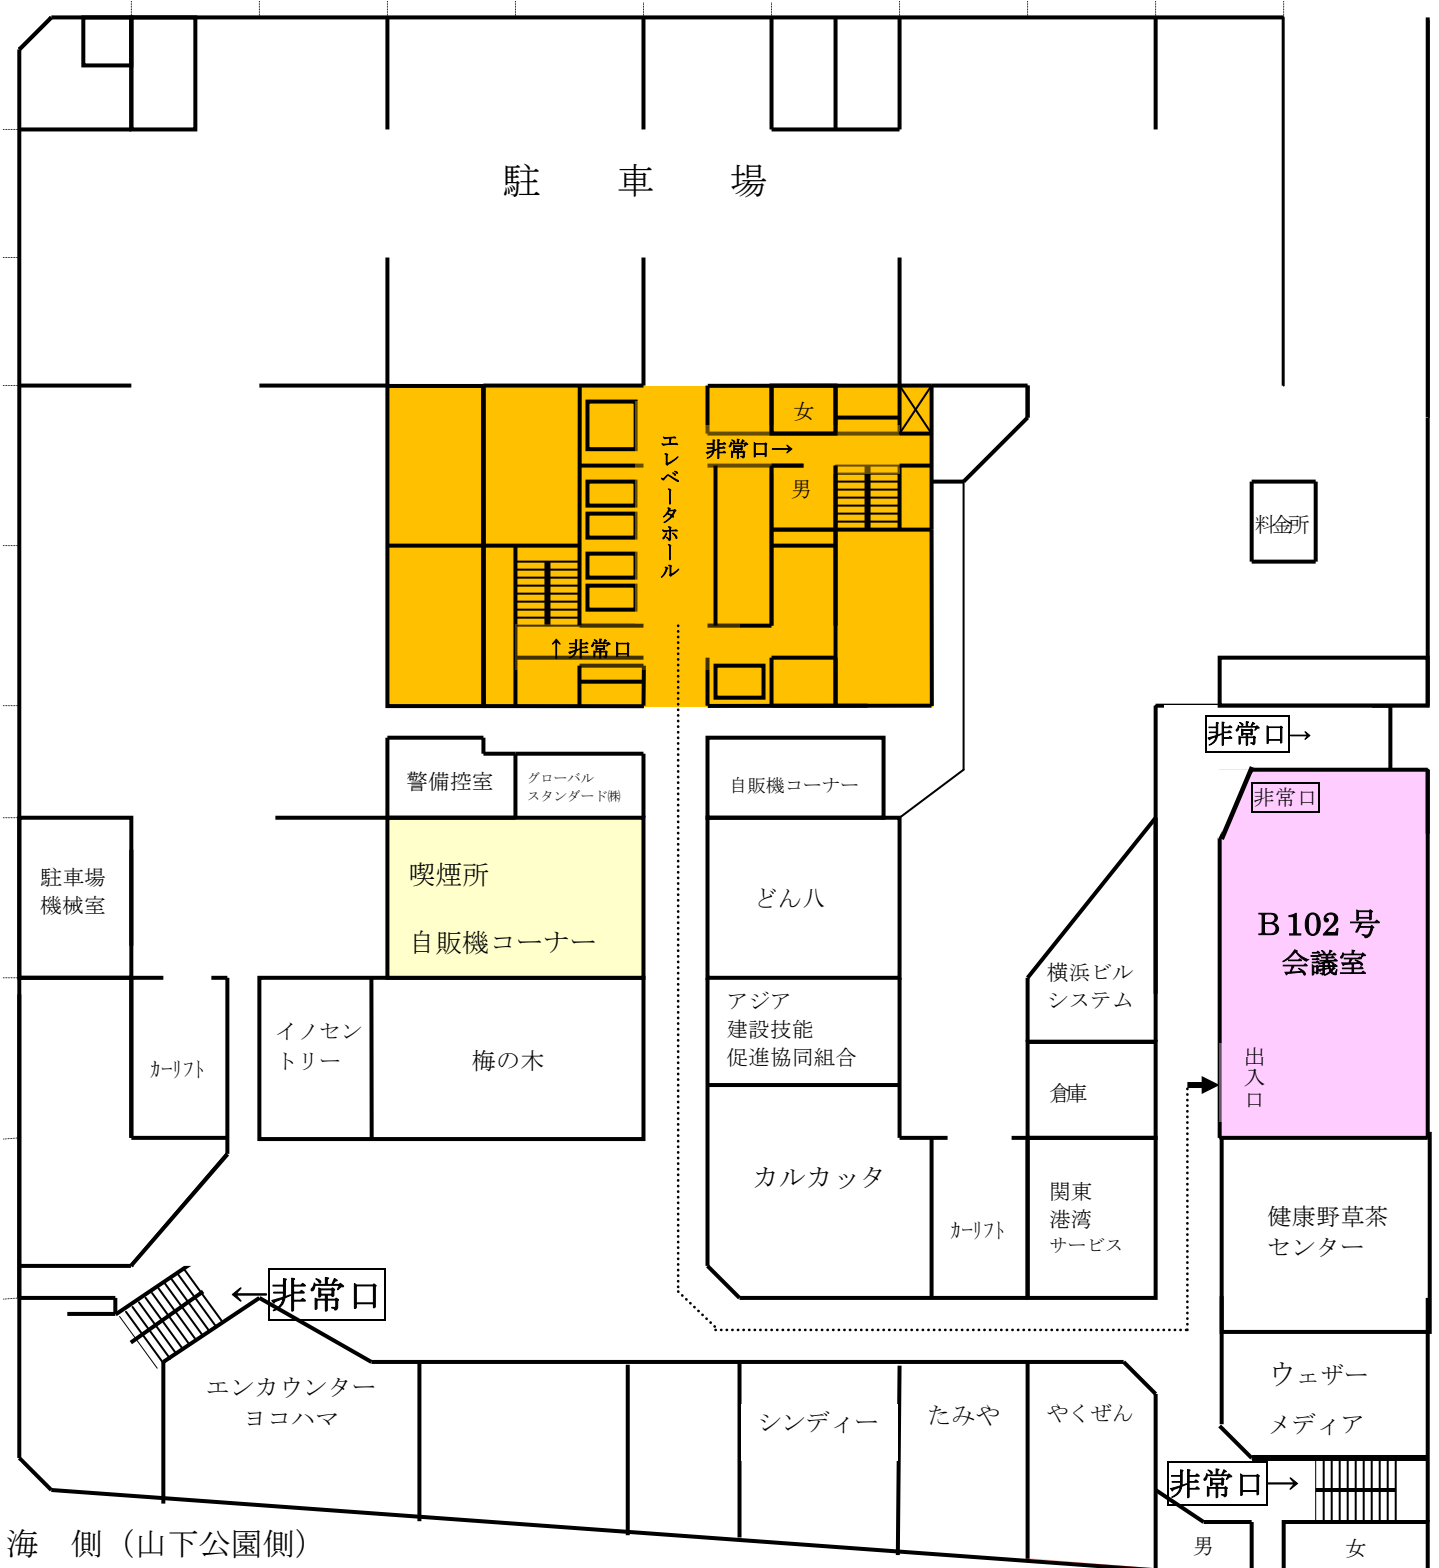 駐 車 場
女
非常口→
エレベータホール
男
料金所
↑非常口
非常口→
警備控室
グローバル
スタンダード㈱
自販機コーナー
非常口
駐車場
機械室
喫煙所
自販機コーナー
どん八
B102号
会議室
横浜ビル
システム
アジア
建設技能
促進協同組合
イノセン
トリー
梅の木
カーリフト
倉庫
出入口
カルカッタ
関東
港湾
サービス
カーリフト
健康野草茶
センター
←非常口
エンカウンター
ヨコハマ
シンディー
たみや
やくぜん
ウェザー
メディア
非常口→
海 側（山下公園側）
男
女